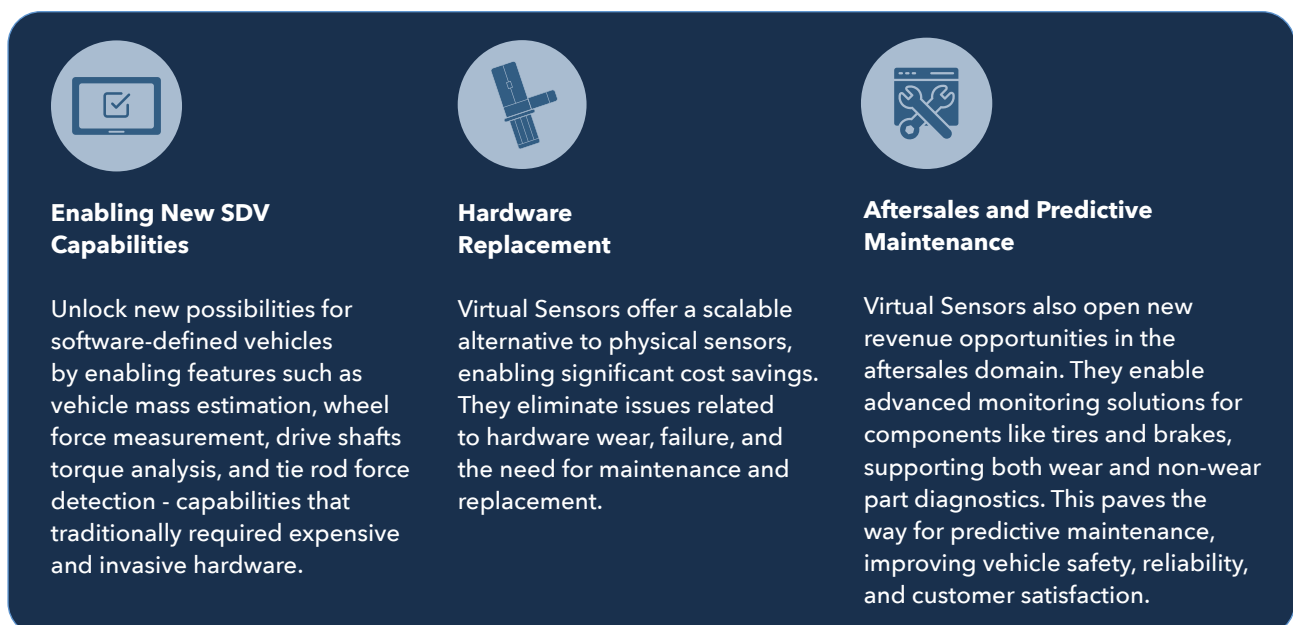 Enabling New SDV
Capabilities
Unlock new possibilities for
software-defined vehicles
by enabling features such as
vehicle mass estimation, wheel
force measurement, drive shafts
torque analysis, and tie rod force
detection - capabilities that
traditionally required expensive
and invasive hardware.
Hardware
Replacement
Virtual Sensors offer a scalable
alternative to physical sensors,
enabling significant cost savings.
They eliminate issues related
to hardware wear, failure, and
the need for maintenance and
replacement.
Aftersales and Predictive
Maintenance
Virtual Sensors also open new
revenue opportunities in the
aftersales domain. They enable
advanced monitoring solutions for
components like tires and brakes,
supporting both wear and non-wear
part diagnostics. This paves the
way for predictive maintenance,
improving vehicle safety, reliability,
and customer satisfaction.